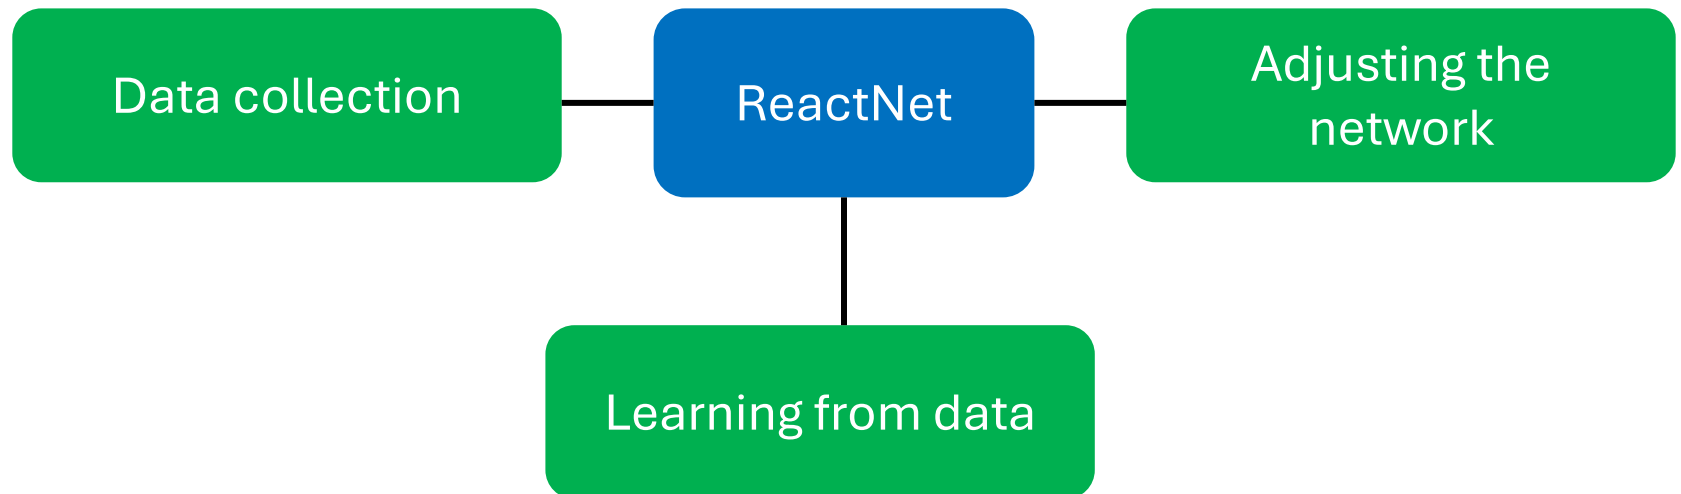 Data collection
ReactNet
Adjusting the
network
Learning from data